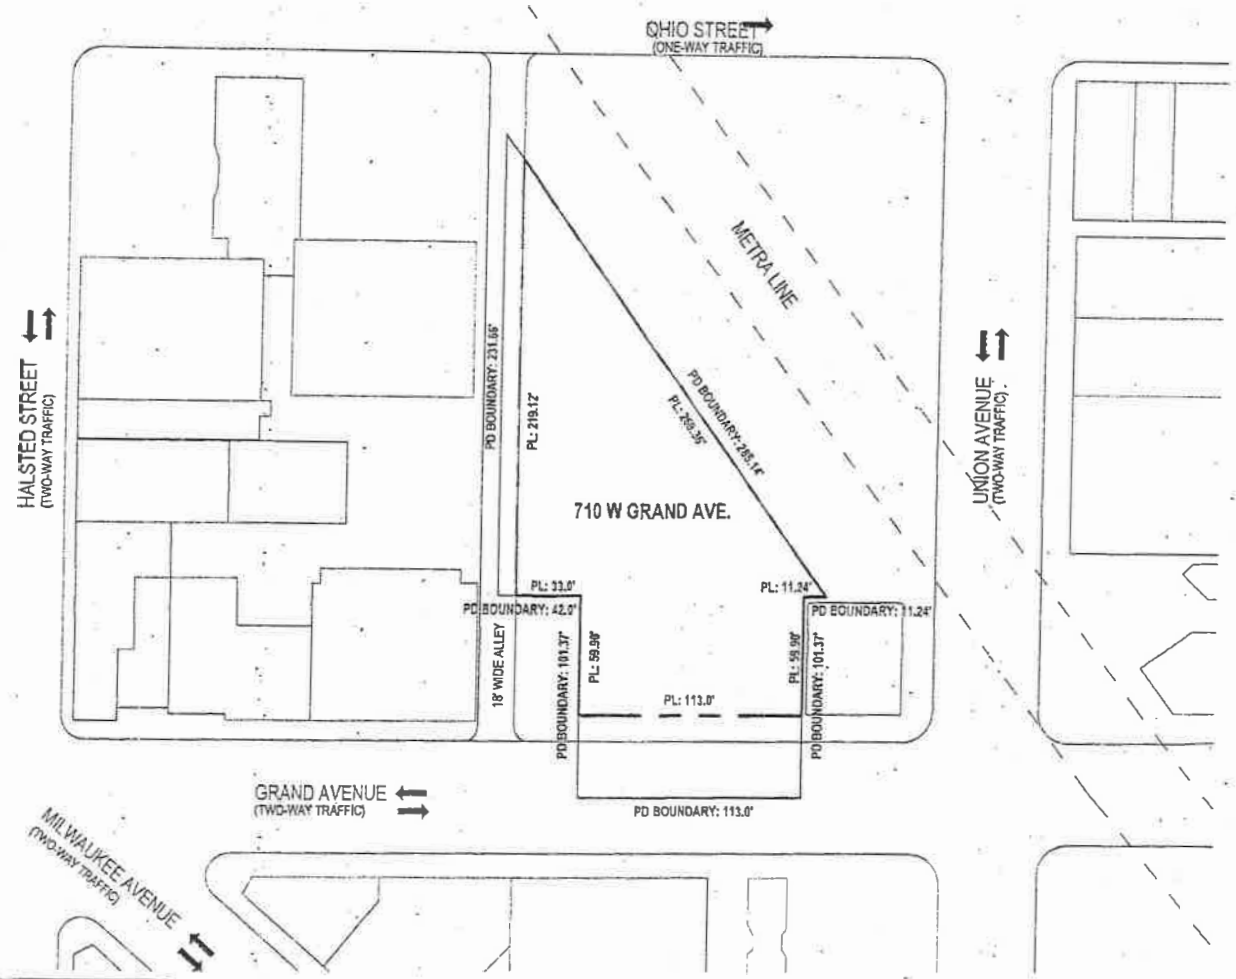 OHIO STREET
(ONE-WAY TRAFFIC)
METRA LINE
HALSTED STREET
(TWO-WAY TRAFFIC)
UNION AVENUE
(TWO-WAY TRAFFIC)
PD BOUNDARY: 231.66'
PL: 219.12'
PD BOUNDARY: 285.14'
PL: 269.36'
710 W GRAND AVE.
PL: 33.0'
PL: 11.24'
PD BOUNDARY: 42.0'
PD BOUNDARY: 11.24'
18' WIDE ALLEY
PD BOUNDARY: 101.37'
PL: 59.90'
PL: 59.90'
PD BOUNDARY: 101.37'
PL: 113.0'
GRAND AVENUE
(TWO-WAY TRAFFIC)
PD BOUNDARY: 113.0'
MILWAUKEE AVENUE
(TWO-WAY TRAFFIC)